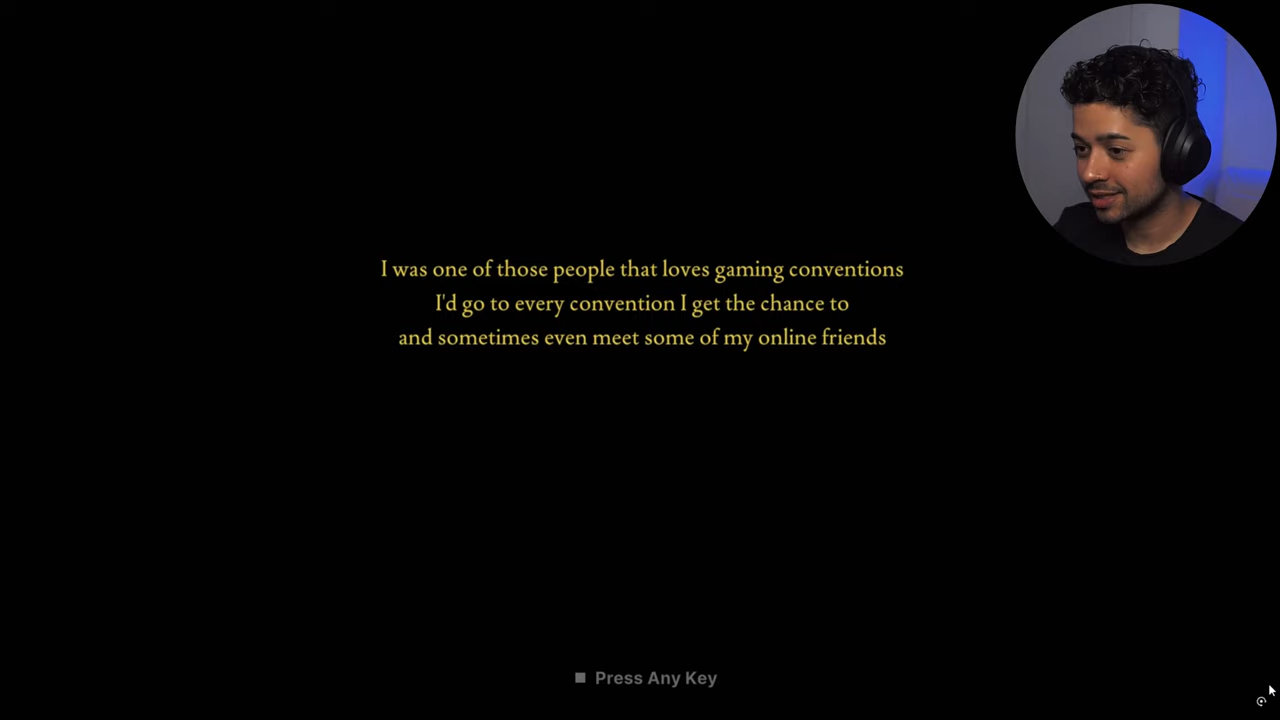 I was one of those people that loves gaming conventions
I'd go to every convention I get the chance to
and sometimes even meet some of my online friends
Press Any Key